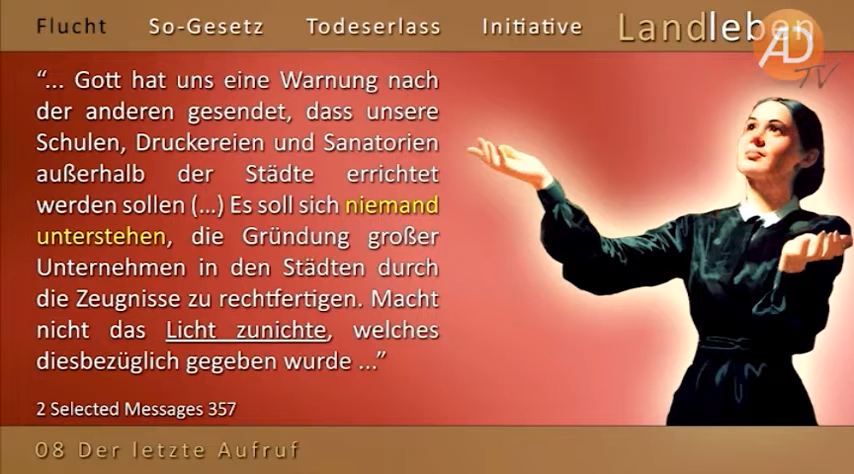 Flucht So-Gesetz Todeserlass Initiative Landleben
AD
TV
“... Gott hat uns eine Warnung nach
der anderen gesendet, dass unsere
Schulen, Druckereien und Sanatorien
außerhalb der Städte errichtet
werden sollen (...) Es soll sich niemand
unterstehen, die Gründung großer
Unternehmen in den Städten durch
die Zeugnisse zu rechtfertigen. Macht
nicht das Licht zunichte, welches
diesbezüglich gegeben wurde ...”
2 Selected Messages 357
08 Der letzte Aufruf